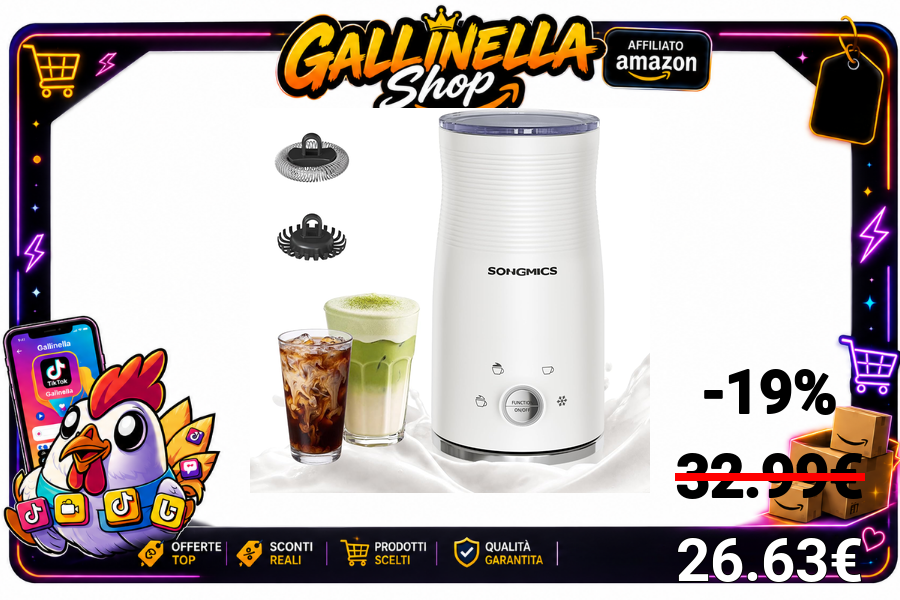 GALLINELLA
Shop
AFFILIATO
amazon
SONGMICS
FUNCTION
ON/OFF
Gallinella
TikTok
Gallinella
-19%
32.99€
26.63€
OFFERTE
TOP
SCONTI
REALI
PRODOTTI
SCELTI
QUALITÀ
GARANTITA